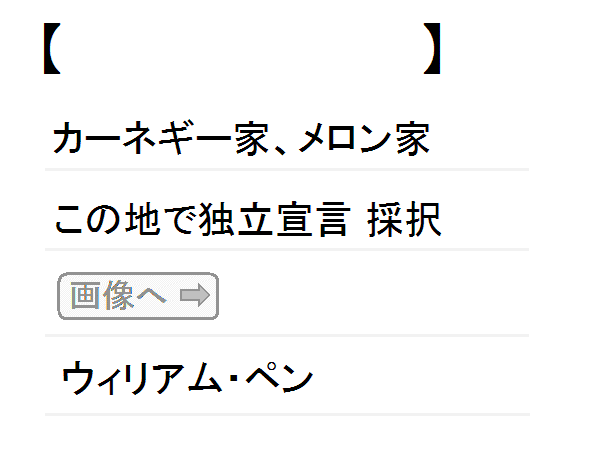 【 】
カーネギー家、メロン家
この地で独立宣言 採択
画像へ ⇨
ウィリアム・ペン